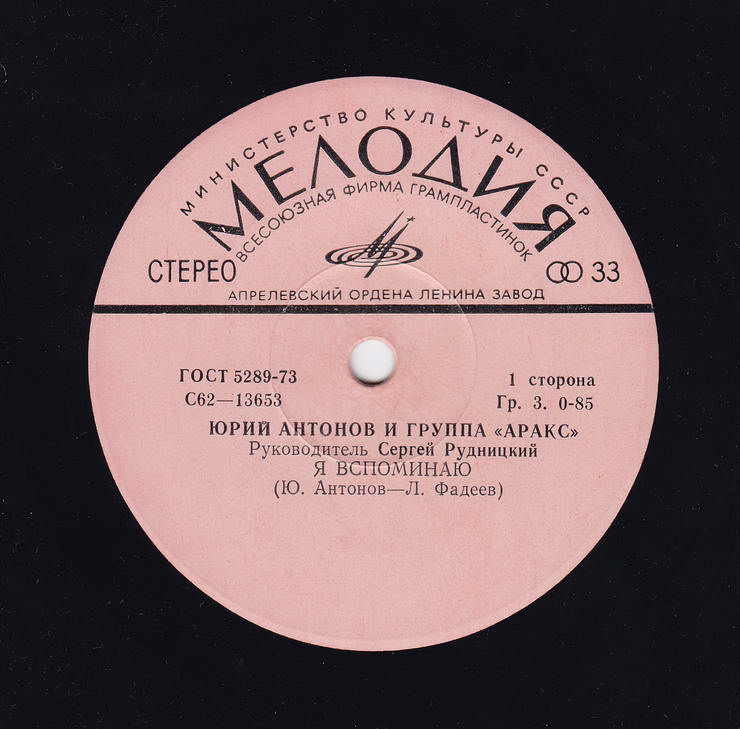 МИНИСТЕРСТВО КУЛЬТУРЫ СССР
МЕЛОДИЯ
ВСЕСОЮЗНАЯ ФИРМА ГРАМПЛАСТИНОК
СТЕРЕО
33
АПРЕЛЕВСКИЙ ОРДЕНА ЛЕНИНА ЗАВОД
ГОСТ 5289-73
1 сторона
С62—13653
Гр. 3. 0-85
ЮРИЙ АНТОНОВ И ГРУППА «АРАКС»
Руководитель Сергей Рудницкий
Я ВСПОМИНАЮ
(Ю. Антонов—Л. Фадеев)